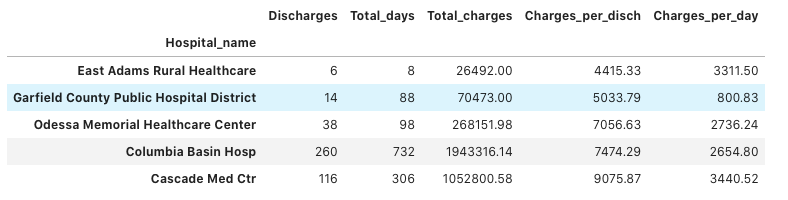 Discharges Total_days Total_charges Charges_per_disch Charges_per_day
Hospital_name
East Adams Rural Healthcare 6 8 26492.00 4415.33 3311.50
Garfield County Public Hospital District 14 88 70473.00 5033.79 800.83
Odessa Memorial Healthcare Center 38 98 268151.98 7056.63 2736.24
Columbia Basin Hosp 260 732 1943316.14 7474.29 2654.80
Cascade Med Ctr 116 306 1052800.58 9075.87 3440.52